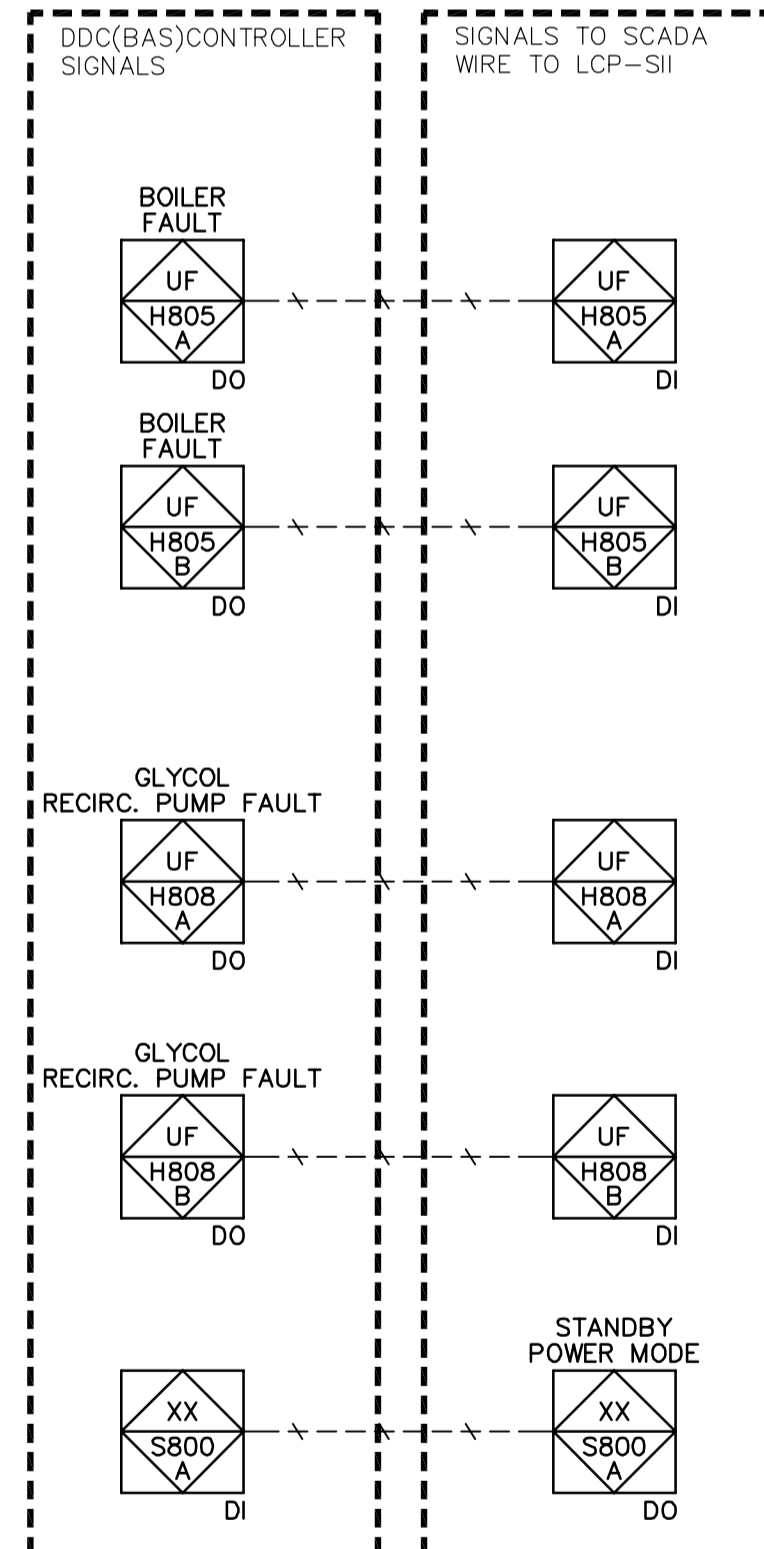 DDC(BAS)CONTROLLER
SIGNALS
SIGNALS TO SCADA
WIRE TO LCP-SII
BOILER
FAULT
UF
H805
A
DO
UF
H805
A
DI
BOILER
FAULT
UF
H805
B
DO
UF
H805
B
DI
GLYCOL
RECIRC. PUMP FAULT
UF
H808
A
DO
UF
H808
A
DI
GLYCOL
RECIRC. PUMP FAULT
UF
H808
B
DO
UF
H808
B
DI
XX
S800
A
DI
STANDBY
POWER MODE
XX
S800
A
DO